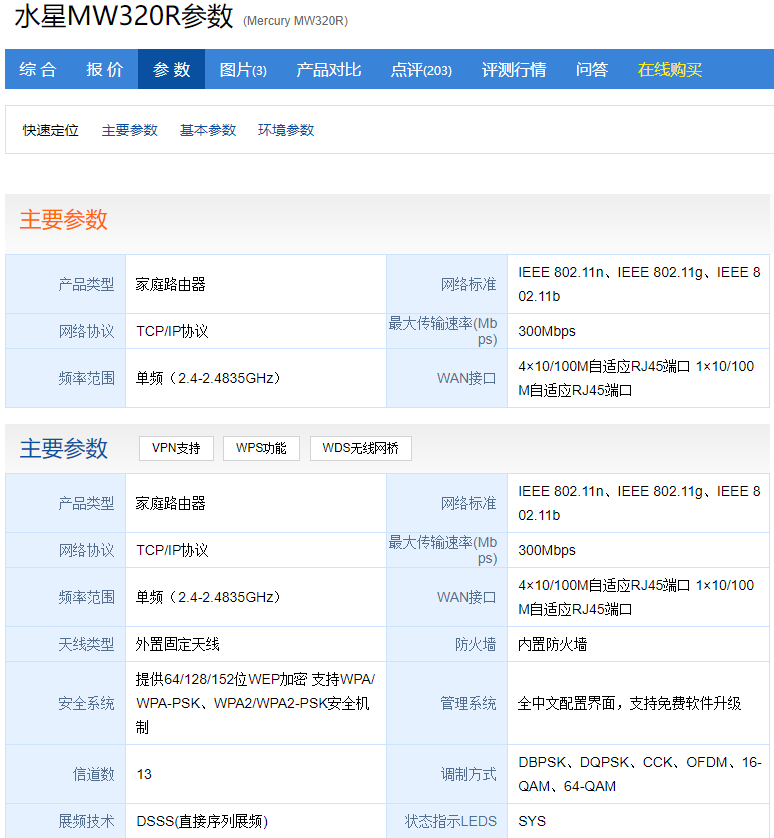 水星MW320R参数 (Mercury MW320R)
综合 报价 参数 图片(3) 产品对比 点评(203) 评测行情 问答 在线购买
快速定位 主要参数 基本参数 环境参数
主要参数
产品类型 家庭路由器 网络标准 IEEE 802.11n、IEEE 802.11g、IEEE 8
02.11b
网络协议 TCP/IP协议 最大传输速率(Mb
ps) 300Mbps
频率范围 单频（2.4-2.4835GHz） WAN接口 4×10/100M自适应RJ45端口 1×10/100
M自适应RJ45端口
主要参数 VPN支持 WPS功能 WDS无线网桥
产品类型 家庭路由器 网络标准 IEEE 802.11n、IEEE 802.11g、IEEE 8
02.11b
网络协议 TCP/IP协议 最大传输速率(Mb
ps) 300Mbps
频率范围 单频（2.4-2.4835GHz） WAN接口 4×10/100M自适应RJ45端口 1×10/100
M自适应RJ45端口
天线类型 外置固定天线 防火墙 内置防火墙
安全系统 提供64/128/152位WEP加密 支持WPA/
WPA-PSK、WPA2/WPA2-PSK安全机
制 管理系统 全中文配置界面，支持免费软件升级
信道数 13 调制方式 DBPSK、DQPSK、CCK、OFDM、16-
QAM、64-QAM
展频技术 DSSS(直接序列展频) 状态指示LEDS SYS